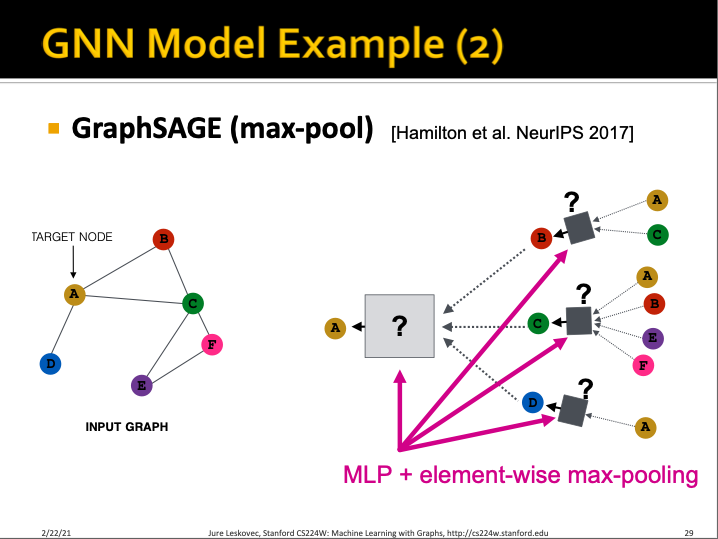 GNN Model Example (2)
GraphSAGE (max-pool) [Hamilton et al. NeurIPS 2017]
TARGET NODE
B
A
C
F
D
E
INPUT GRAPH
A
?
B
C
D
?
?
?
A
C
A
B
E
F
A
MLP + element-wise max-pooling
2/22/21 Jure Leskovec, Stanford CS224W: Machine Learning with Graphs, http://cs224w.stanford.edu 29